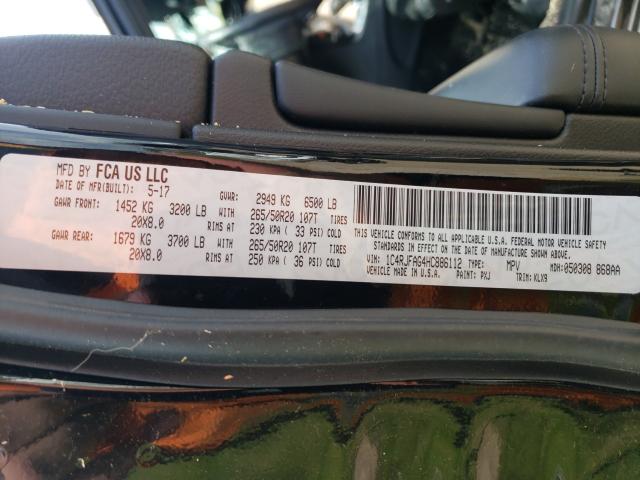 MFD BY FCA US LLC
DATE OF MFR(BUILT): 5-17 GVWR: 2949 KG 6500 LB
GAWR FRONT: 1452 KG 3200 LB WITH 265/50R20 107T TIRES
20X8.0 RIMS AT 230 KPA ( 33 PSI) COLD
GAWR REAR: 1679 KG 3700 LB WITH 265/50R20 107T TIRES
20X8.0 RIMS AT 250 KPA ( 36 PSI) COLD
THIS VEHICLE CONFORMS TO ALL APPLICABLE U.S.A. FEDERAL MOTOR VEHICLE SAFETY
STANDARDS IN EFFECT ON THE DATE OF MANUFACTURE SHOWN ABOVE.
VIN: 1C4RJFAG4HC886112 TYPE: MPV MDH:050308 868AA
PAINT: PXJ TRIM: KLX9
MADE IN U.S.A.